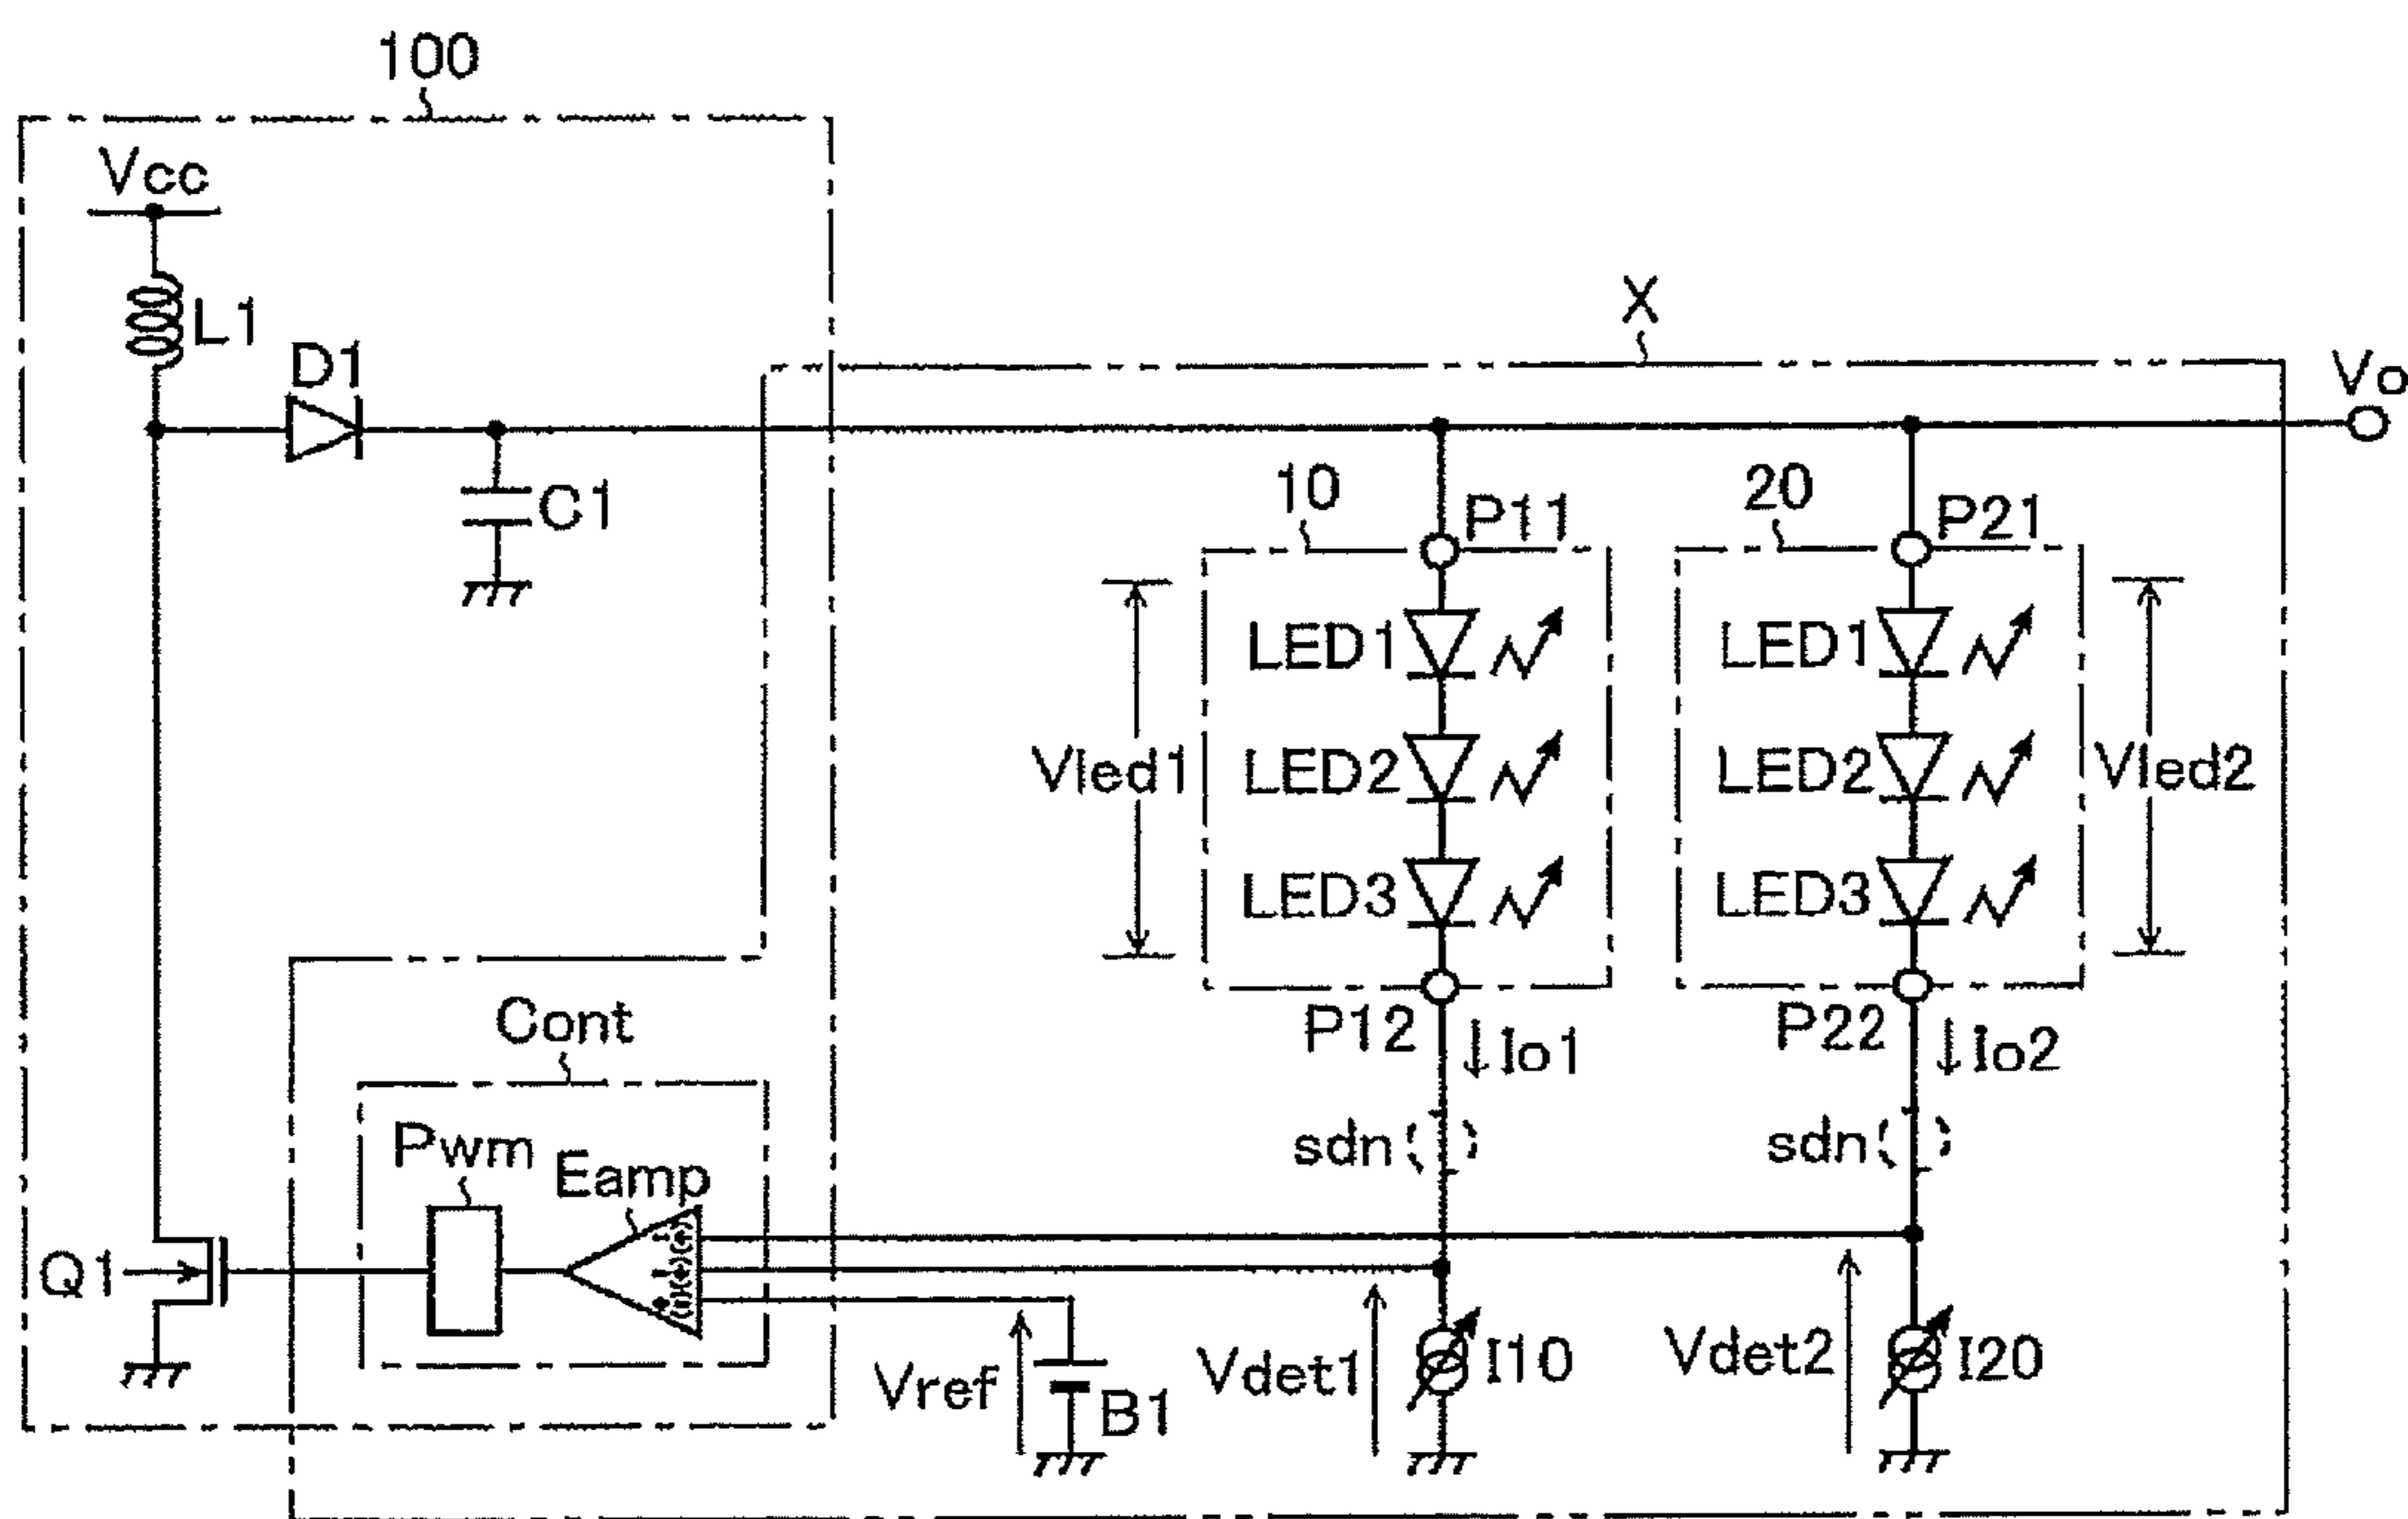 100
Vcc
L1
D1
C1
X
Vo
10
P11
20
P21
LED1
LED1
Vled1
LED2
LED2
Vled2
LED3
LED3
P12
Io1
P22
Io2
Cont
sdn
sdn
Pwm
Eamp
Q1
Vref
B1
Vdet1
I10
Vdet2
I20